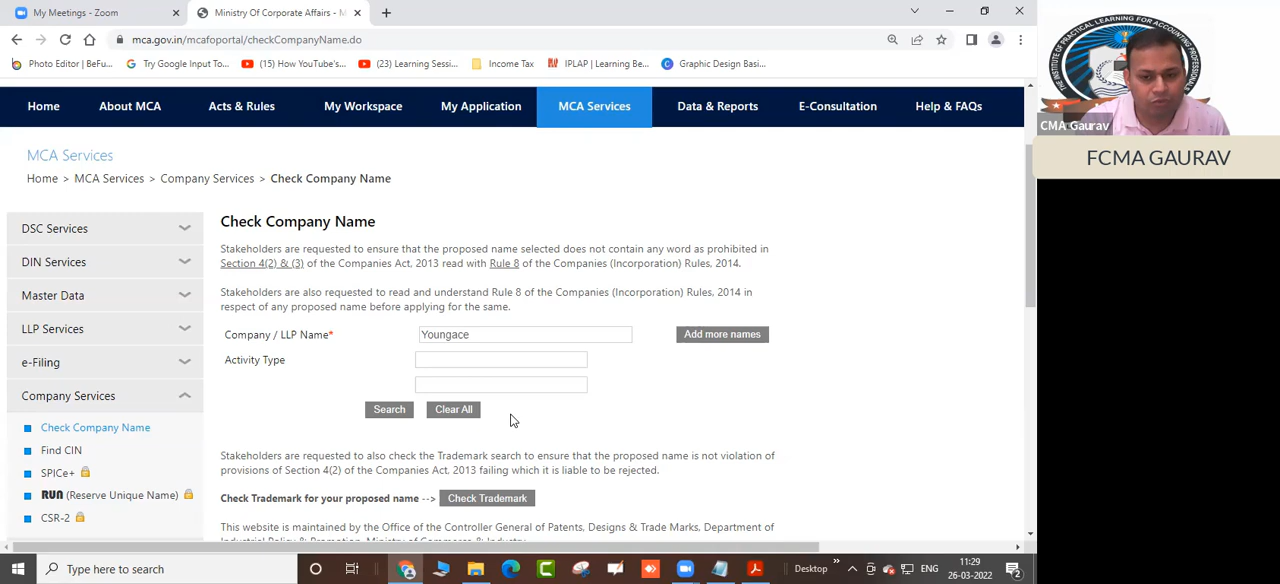 My Meetings - Zoom
Ministry Of Corporate Affairs - M
mca.gov.in/mcafoportal/checkCompanyName.do
Photo Editor | BeFu...
Try Google Input To...
(15) How YouTube's...
(23) Learning Sessi...
Income Tax
IPLAP | Learning Be...
Graphic Design Basi...
Home
About MCA
Acts & Rules
My Workspace
My Application
MCA Services
Data & Reports
E-Consultation
Help & FAQs
CMA Gaurav
FCMA GAURAV
MCA Services
Home > MCA Services > Company Services > Check Company Name
DSC Services
DIN Services
Master Data
LLP Services
e-Filing
Company Services
Check Company Name
Find CIN
SPICe+
RUN (Reserve Unique Name)
CSR-2
Check Company Name
Stakeholders are requested to ensure that the proposed name selected does not contain any word as prohibited in
Section 4(2) & (3) of the Companies Act, 2013 read with Rule 8 of the Companies (Incorporation) Rules, 2014.
Stakeholders are also requested to read and understand Rule 8 of the Companies (Incorporation) Rules, 2014 in
respect of any proposed name before applying for the same.
Company / LLP Name*
Youngace
Add more names
Activity Type
Search
Clear All
Stakeholders are requested to also check the Trademark search to ensure that the proposed name is not violation of
provisions of Section 4(2) of the Companies Act, 2013 failing which it is liable to be rejected.
Check Trademark for your proposed name --> Check Trademark
This website is maintained by the Office of the Controller General of Patents, Designs & Trade Marks, Department of
Industrial Policy & Promotion, Ministry of Commerce & Industry
Type here to search
Desktop
ENG
11:29
26-03-2022